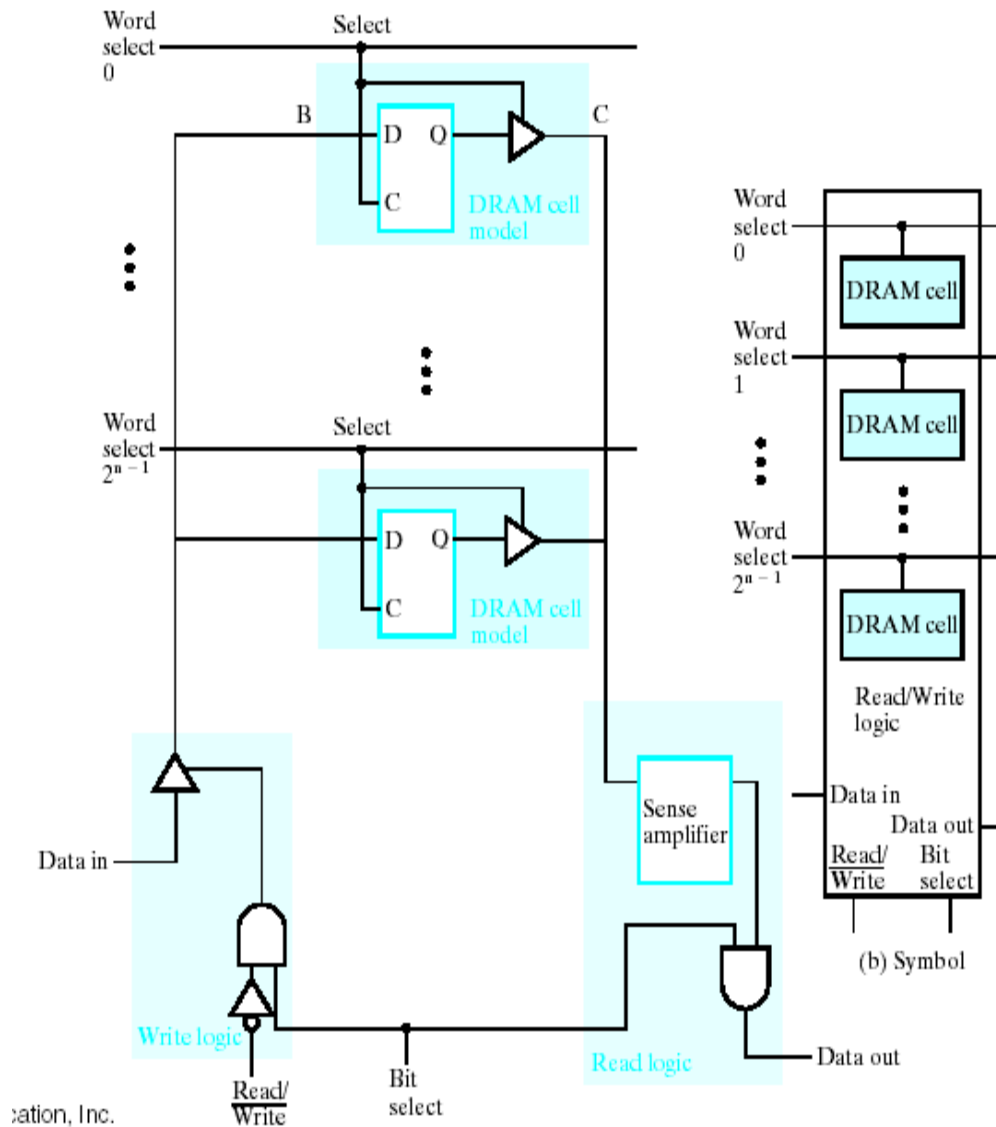 Word
select
0
Select
B
C
D Q
C
DRAM cell
model
Word
select
2ⁿ⁻¹
Select
D Q
C
DRAM cell
model
Data in
Write logic
Read/
Write
Bit
select
Sense
amplifier
Read logic
Data out
Word
select
0
DRAM cell
Word
select
1
DRAM cell
Word
select
2ⁿ⁻¹
DRAM cell
Read/Write
logic
Data in
Data out
Read/
Write
Bit
select
(b) Symbol
cation, Inc.